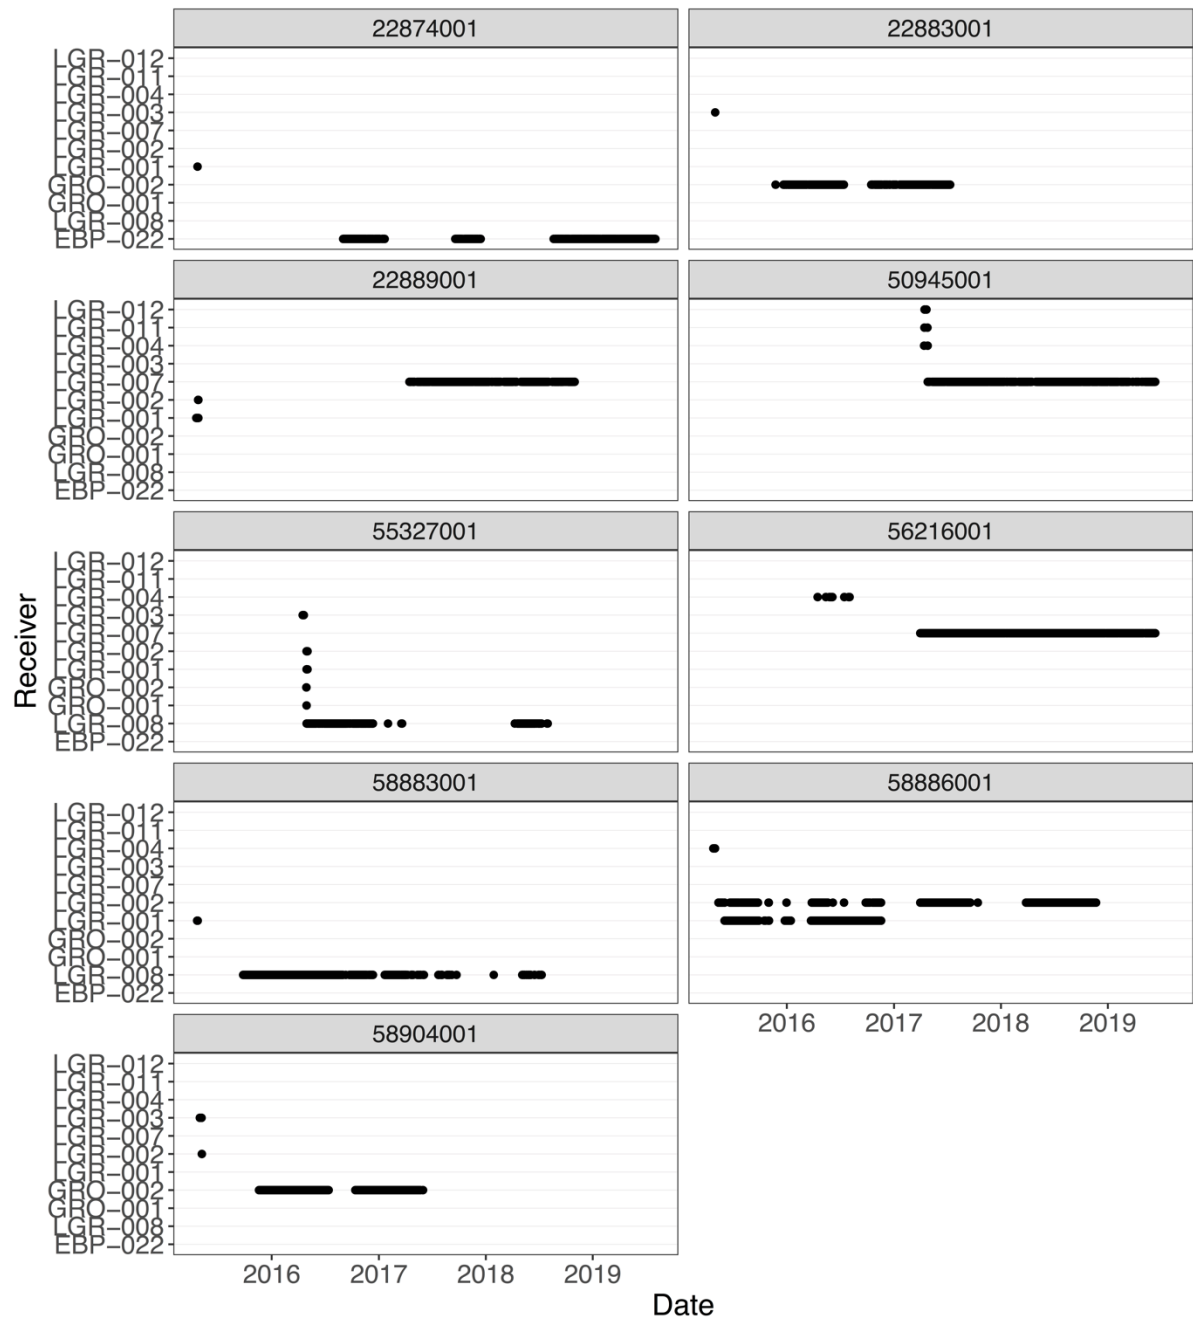 22874001
22883001
LGR−012
LGR−011
LGR−004
LGR−003
LGR−007
LGR−002
LGR−001
GRO−002
GRO−001
LGR−008
EBP−022
22889001
50945001
LGR−012
LGR−011
LGR−004
LGR−003
LGR−007
LGR−002
LGR−001
GRO−002
GRO−001
LGR−008
EBP−022
55327001
56216001
LGR−012
LGR−011
LGR−004
LGR−003
LGR−007
LGR−002
LGR−001
GRO−002
GRO−001
LGR−008
EBP−022
Receiver
58883001
58886001
LGR−012
LGR−011
LGR−004
LGR−003
LGR−007
LGR−002
LGR−001
GRO−002
GRO−001
LGR−008
EBP−022
2016 2017 2018 2019
58904001
LGR−012
LGR−011
LGR−004
LGR−003
LGR−007
LGR−002
LGR−001
GRO−002
GRO−001
LGR−008
EBP−022
2016 2017 2018 2019
Date